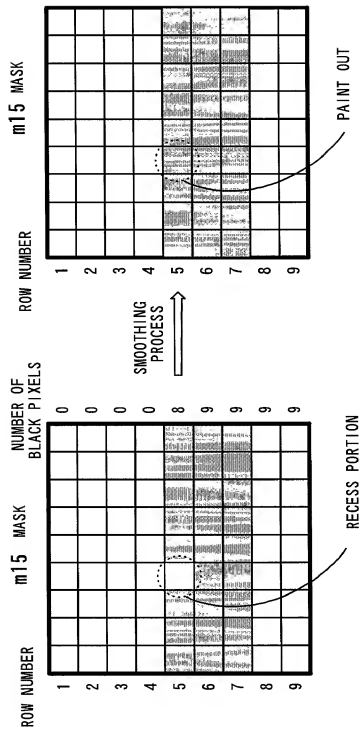 ROW NUMBER
m15 MASK
NUMBER OF
BLACK PIXELS
1 0
2 0
3 0
4 0
5 8
6 9
7 9
8 9
9 9
RECESS PORTION
SMOOTHING
PROCESS
ROW NUMBER
m15 MASK
1
2
3
4
5
6
7
8
9
PAINT OUT